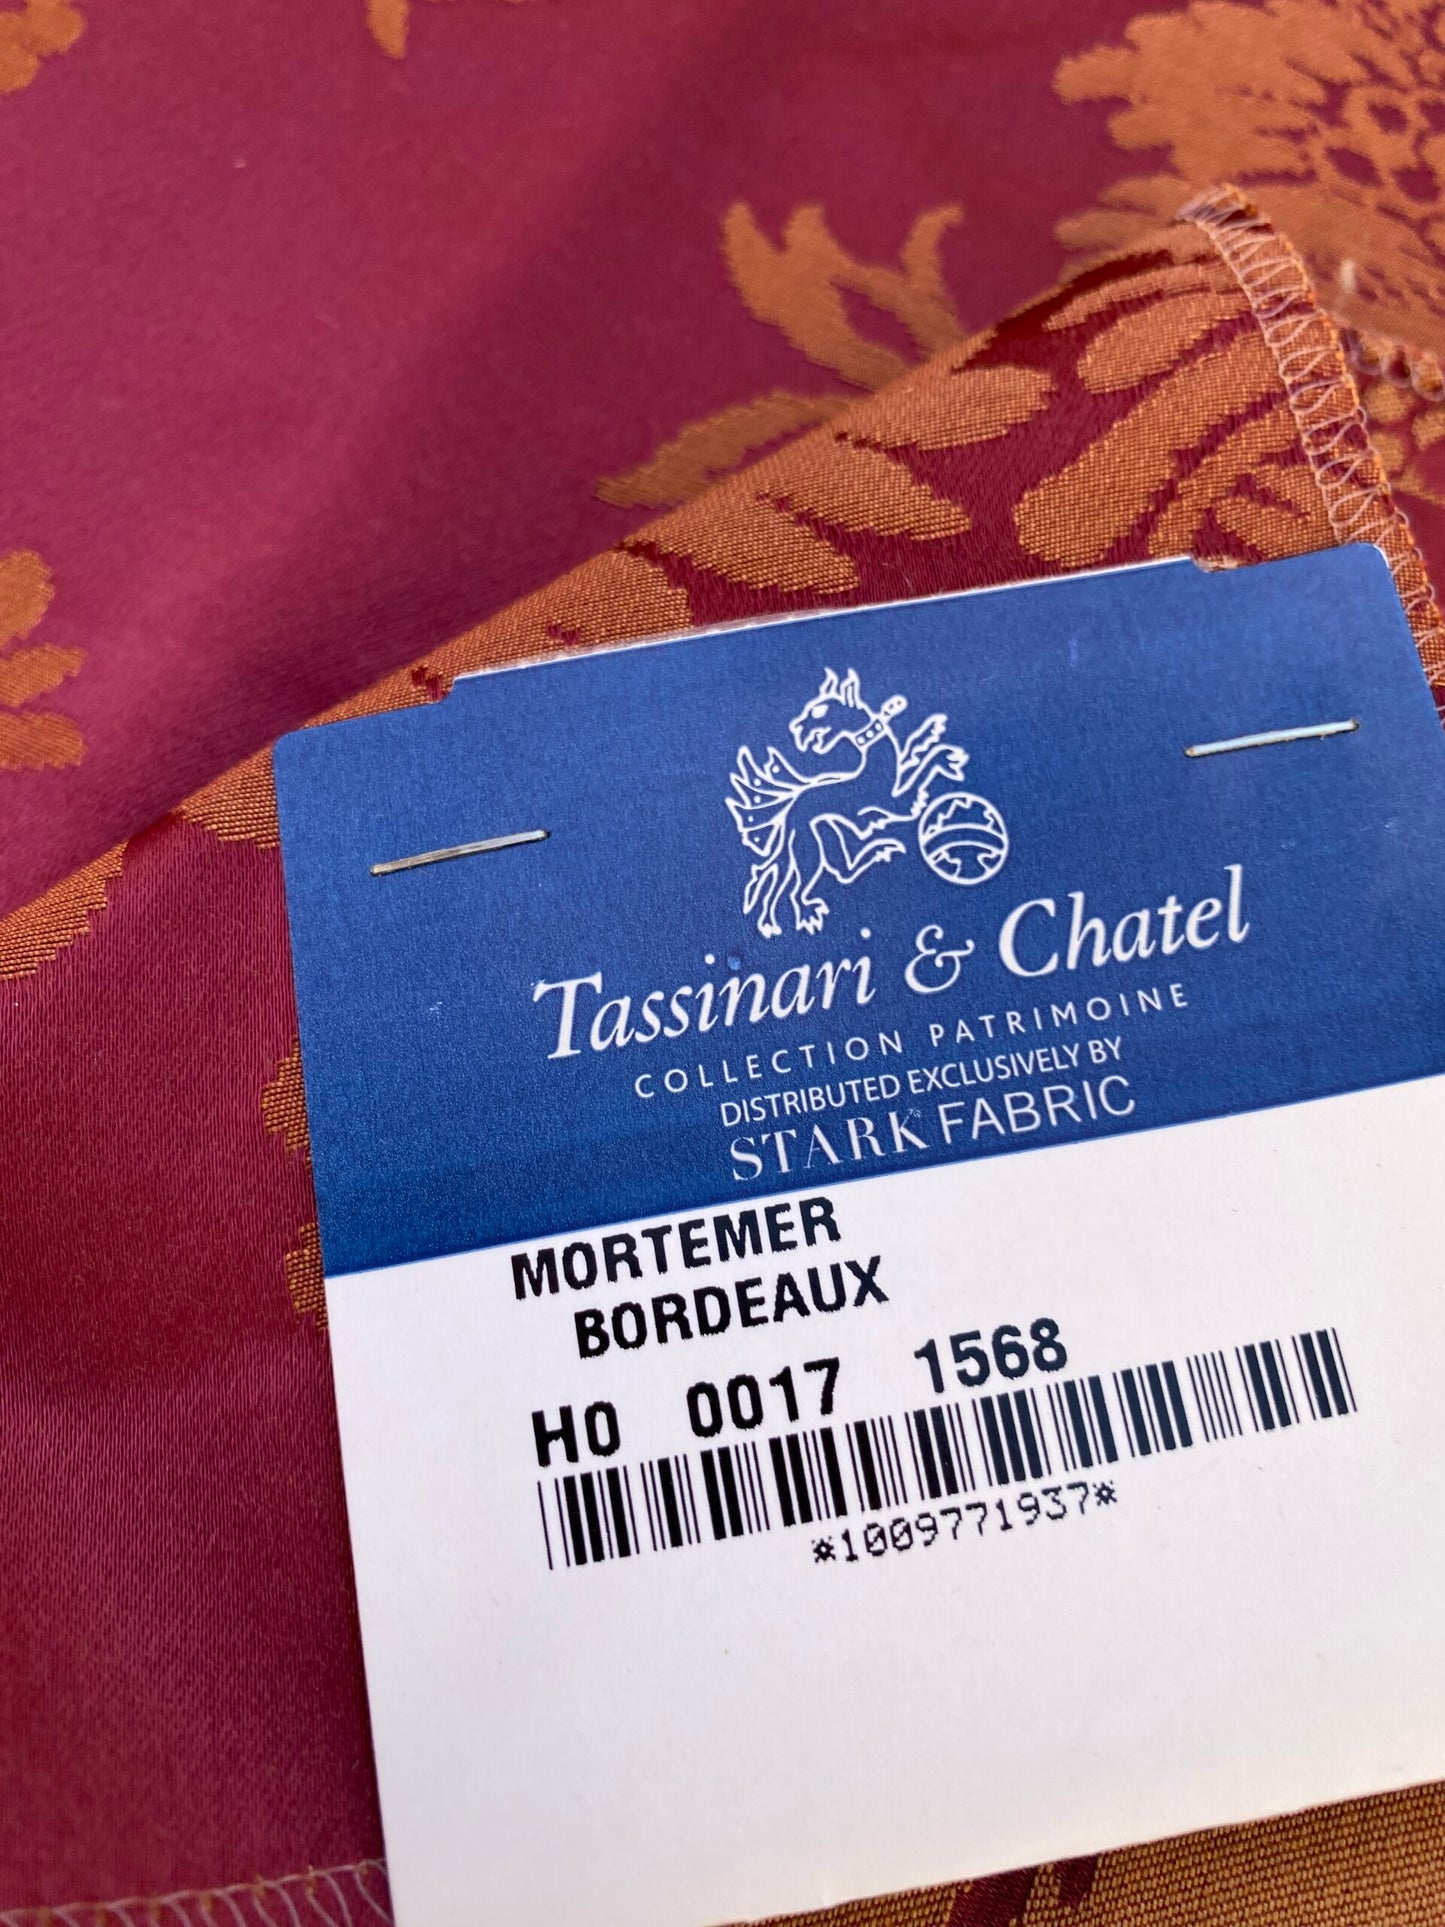 Tassinari & Chatel
COLLECTION PATRIMOINE
DISTRIBUTED EXCLUSIVELY BY
STARK FABRIC
MORTEMER
BORDEAUX
H0 0017 1568
*1009771937*